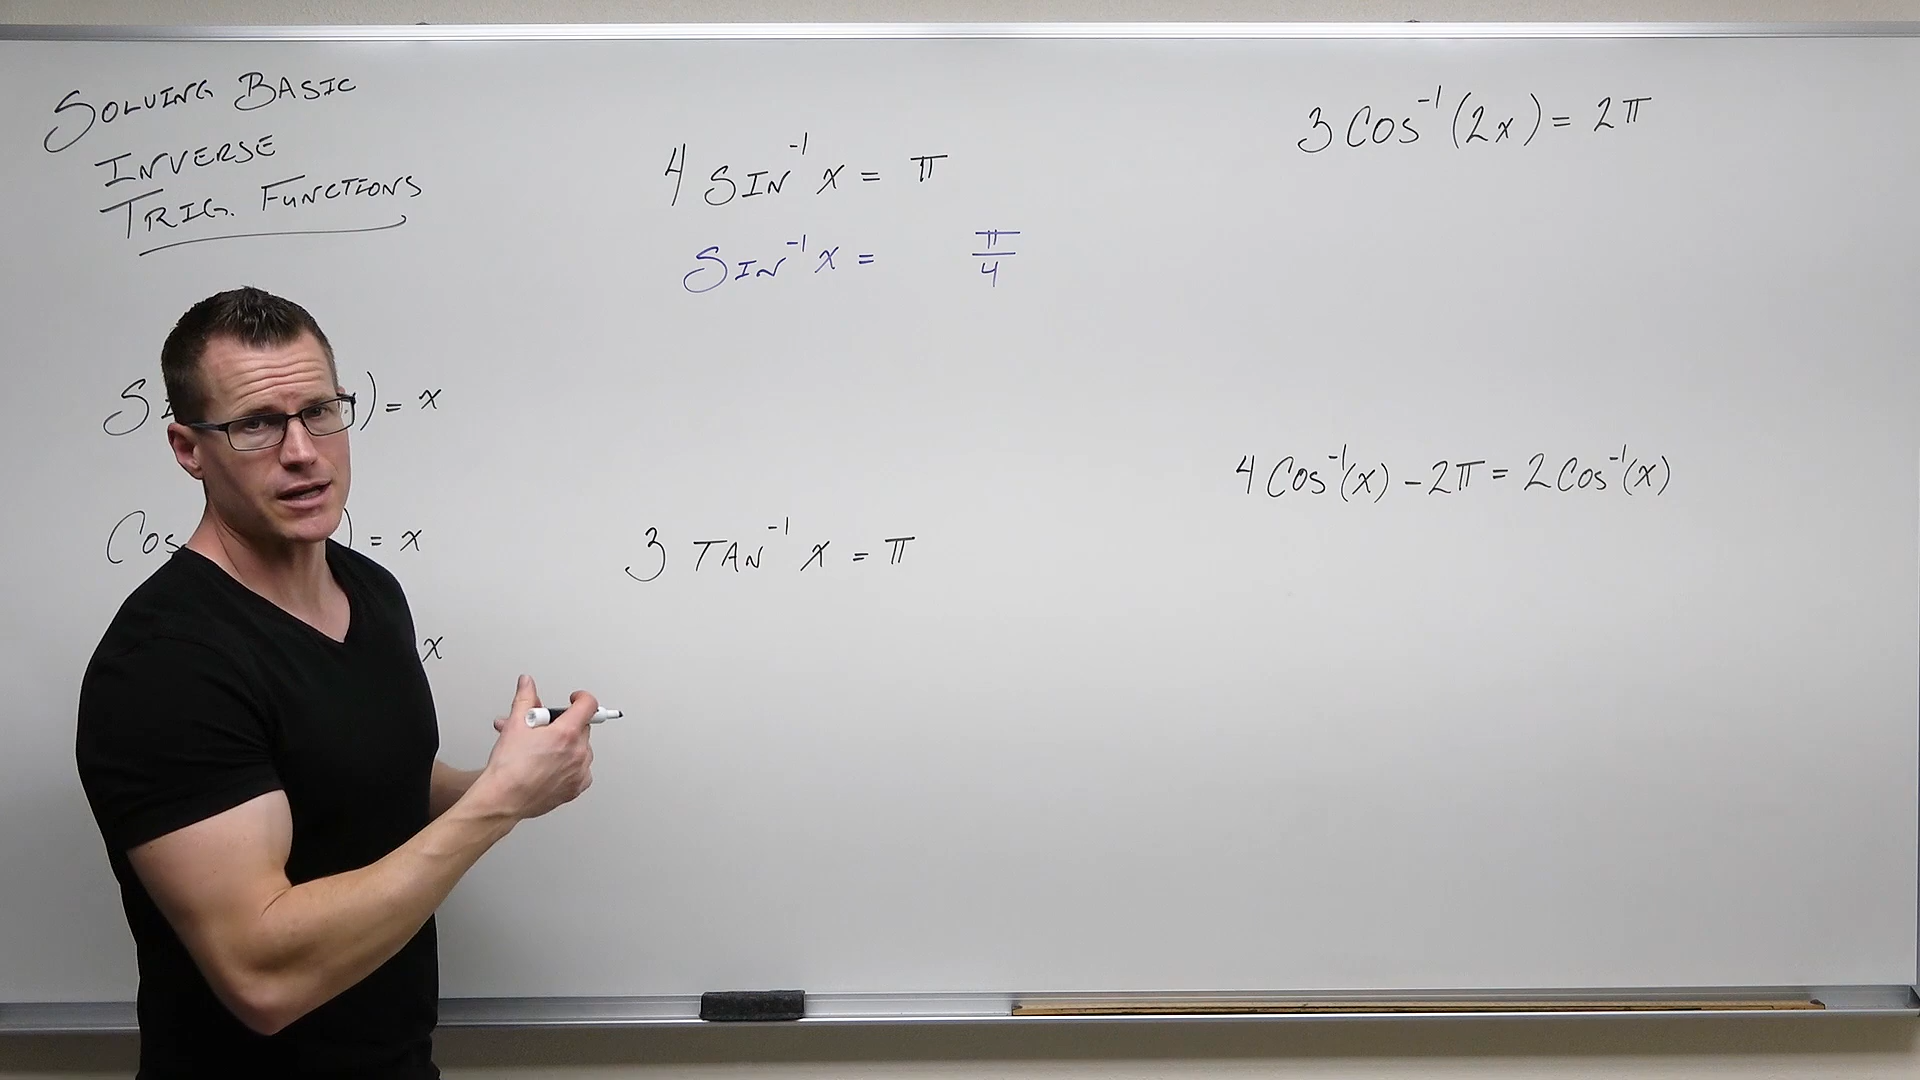 SOLVING BASIC
INVERSE
TRIG. FUNCTIONS
) = x
Cos ) = x
x
4 SIN⁻¹ x = π
SIN⁻¹ x = π/4
3 TAN⁻¹ x = π
3 Cos⁻¹ (2x) = 2π
4 Cos⁻¹(x) - 2π = 2 Cos⁻¹(x)